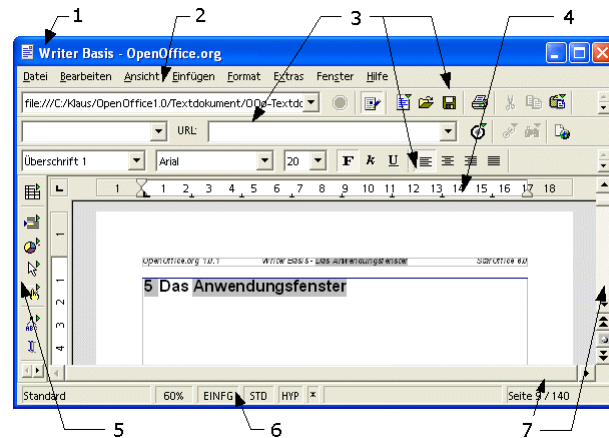 1 2 3 4
Writer Basis - OpenOffice.org
Datei Bearbeiten Ansicht Einfügen Format Extras Fenster Hilfe
file:///C:/Klaus/OpenOffice1.0/Textdokument/OOo-Textdo
URL:
Überschrift 1 Arial 20 F k U
1 1 2 3 4 5 6 7 8 9 10 11 12 13 14 15 16 17 18
OpenOffice.org 1.0.1 Writer Basis - Das Anwendungsfenster StarOffice 6.0
5 Das Anwendungsfenster
1
2
3
ABC
4
Standard 60% EINFG STD HYP * Seite 9 / 140
5 6 7